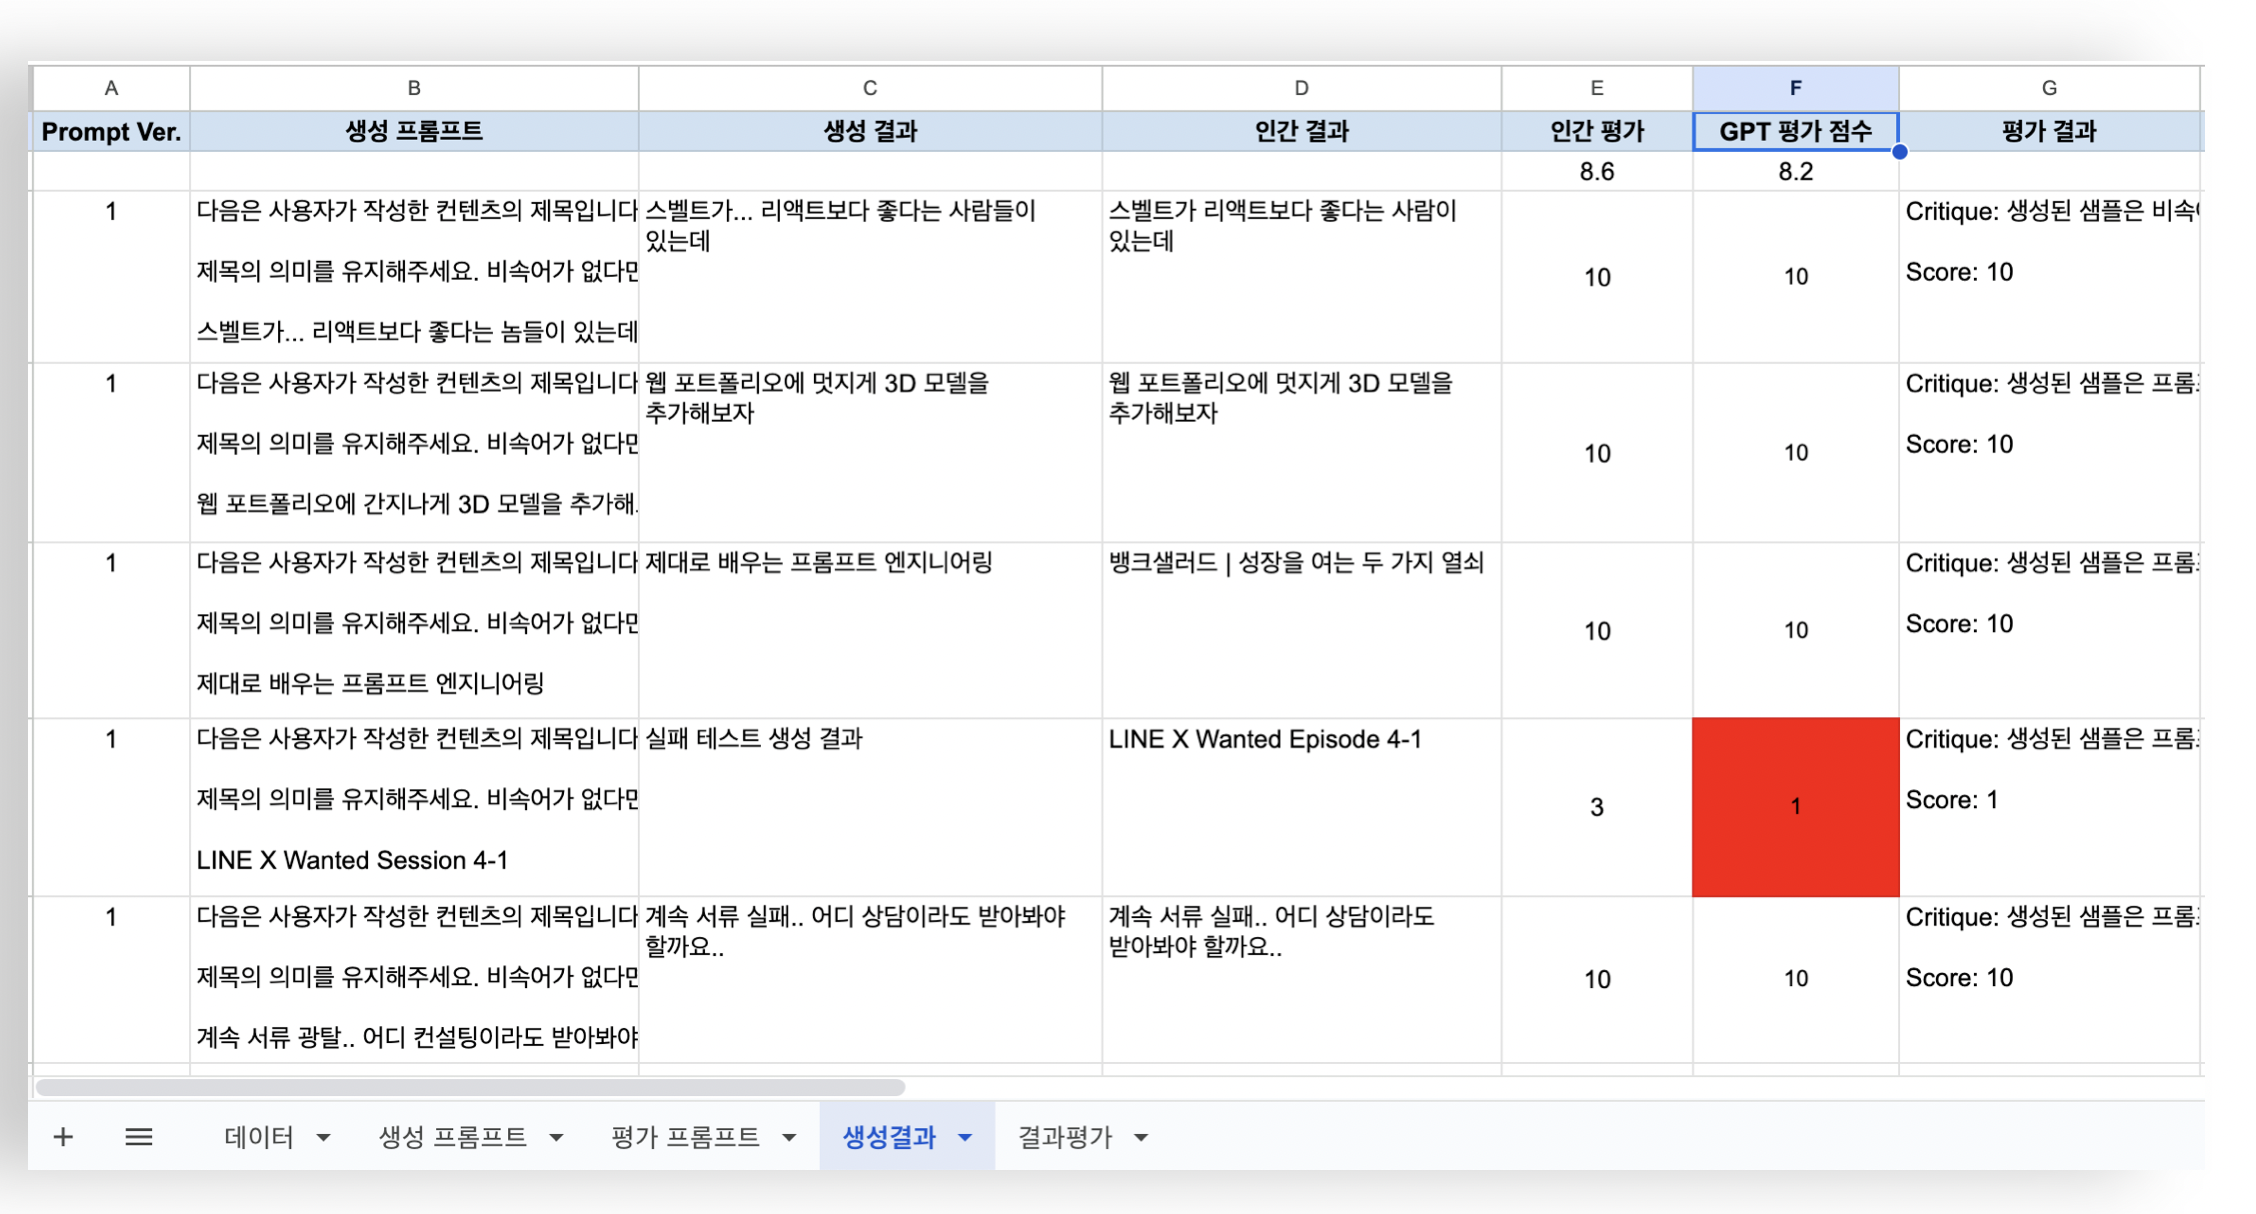 A B C D E F G
Prompt Ver. 생성 프롬프트 생성 결과 인간 결과 인간 평가 GPT 평가 점수 평가 결과
8.6 8.2
1
다음은 사용자가 작성한 컨텐츠의 제목입니다
제목의 의미를 유지해주세요. 비속어가 없다면
스벨트가... 리액트보다 좋다는 놈들이 있는데
스벨트가... 리액트보다 좋다는 사람들이
있는데
스벨트가 리액트보다 좋다는 사람이
있는데
10
10
Critique: 생성된 샘플은 비속
Score: 10
1
다음은 사용자가 작성한 컨텐츠의 제목입니다
제목의 의미를 유지해주세요. 비속어가 없다면
웹 포트폴리오에 간지나게 3D 모델을 추가해
웹 포트폴리오에 멋지게 3D 모델을
추가해보자
웹 포트폴리오에 멋지게 3D 모델을
추가해보자
10
10
Critique: 생성된 샘플은 프롬
Score: 10
1
다음은 사용자가 작성한 컨텐츠의 제목입니다
제목의 의미를 유지해주세요. 비속어가 없다면
제대로 배우는 프롬프트 엔지니어링
제대로 배우는 프롬프트 엔지니어링
뱅크샐러드 | 성장을 여는 두 가지 열쇠
10
10
Critique: 생성된 샘플은 프롬
Score: 10
1
다음은 사용자가 작성한 컨텐츠의 제목입니다
제목의 의미를 유지해주세요. 비속어가 없다면
LINE X Wanted Session 4-1
실패 테스트 생성 결과
LINE X Wanted Episode 4-1
3
1
Critique: 생성된 샘플은 프롬
Score: 1
1
다음은 사용자가 작성한 컨텐츠의 제목입니다
제목의 의미를 유지해주세요. 비속어가 없다면
계속 서류 광탈.. 어디 컨설팅이라도 받아봐야
계속 서류 실패.. 어디 상담이라도 받아봐야
할까요..
계속 서류 실패.. 어디 상담이라도
받아봐야 할까요..
10
10
Critique: 생성된 샘플은 프롬
Score: 10
데이터 생성 프롬프트 평가 프롬프트 생성결과 결과평가